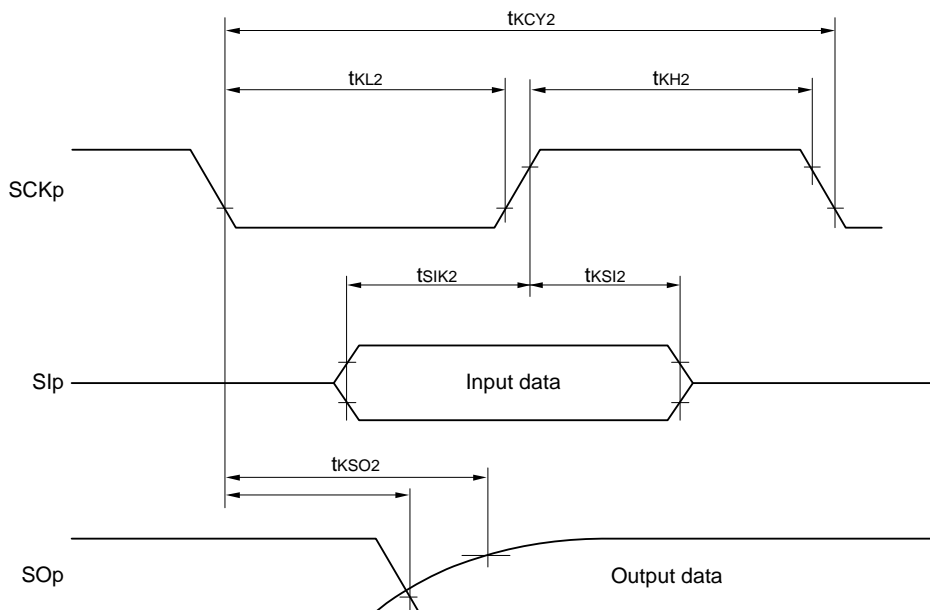 tKCY2
tKL2
tKH2
SCKp
tSIK2
tKSI2
SIp
Input data
tKSO2
SOp
Output data